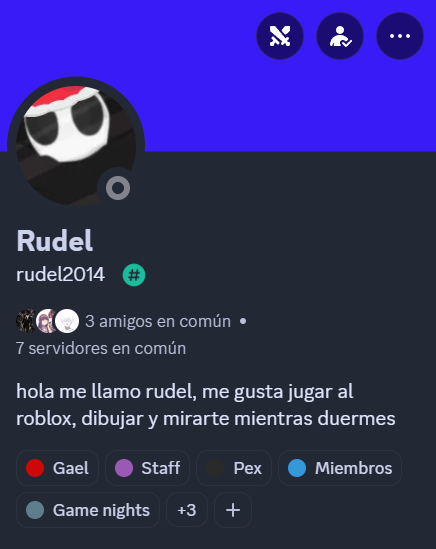 Rudel
rudel2014 #
3 amigos en común •
7 servidores en común
hola me llamo rudel, me gusta jugar al
roblox, dibujar y mirarte mientras duermes
Gael Staff Pex Miembros
Game nights +3 +